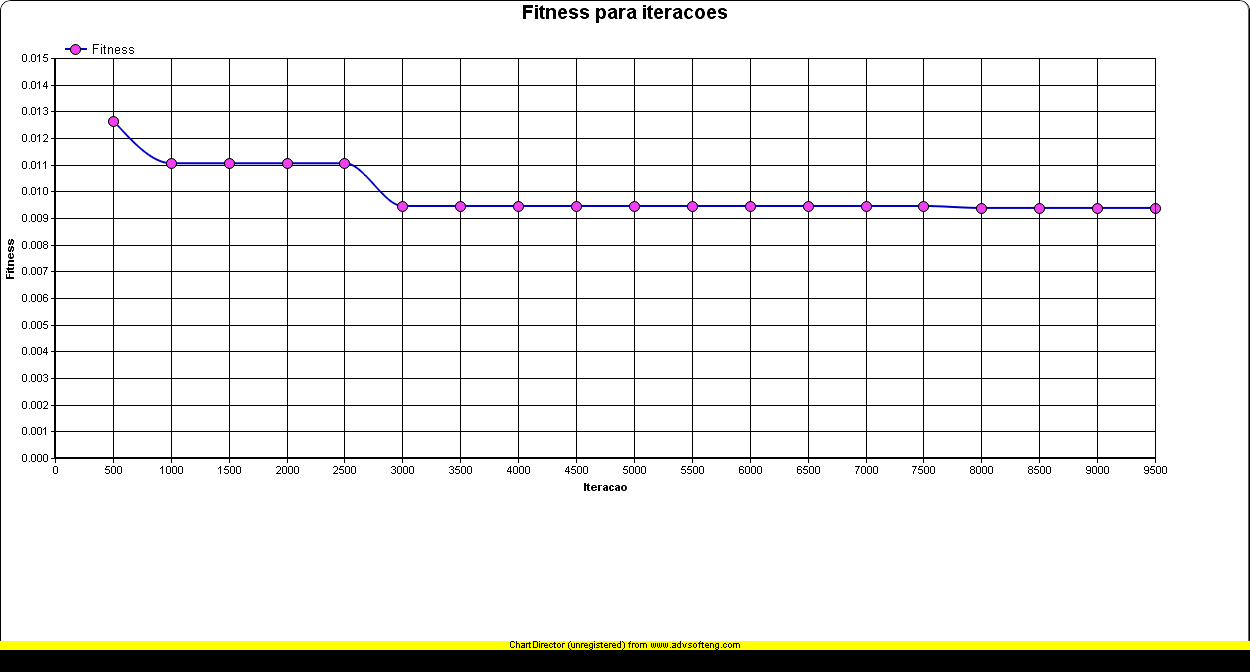 Fitness para iteracoes
Fitness
0.015
0.014
0.013
0.012
0.011
0.010
0.009
0.008
0.007
0.006
0.005
0.004
0.003
0.002
0.001
0.000
Fitness
0 500 1000 1500 2000 2500 3000 3500 4000 4500 5000 5500 6000 6500 7000 7500 8000 8500 9000 9500
Iteracao
ChartDirector (unregistered) from www.advsofteng.com